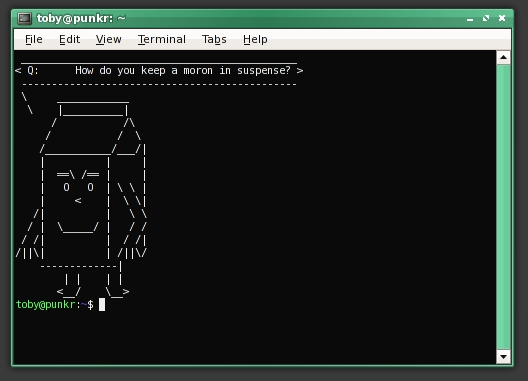 toby@punkr: ~
File Edit View Terminal Tabs Help
< Q: How do you keep a moron in suspense? >
toby@punkr:~$